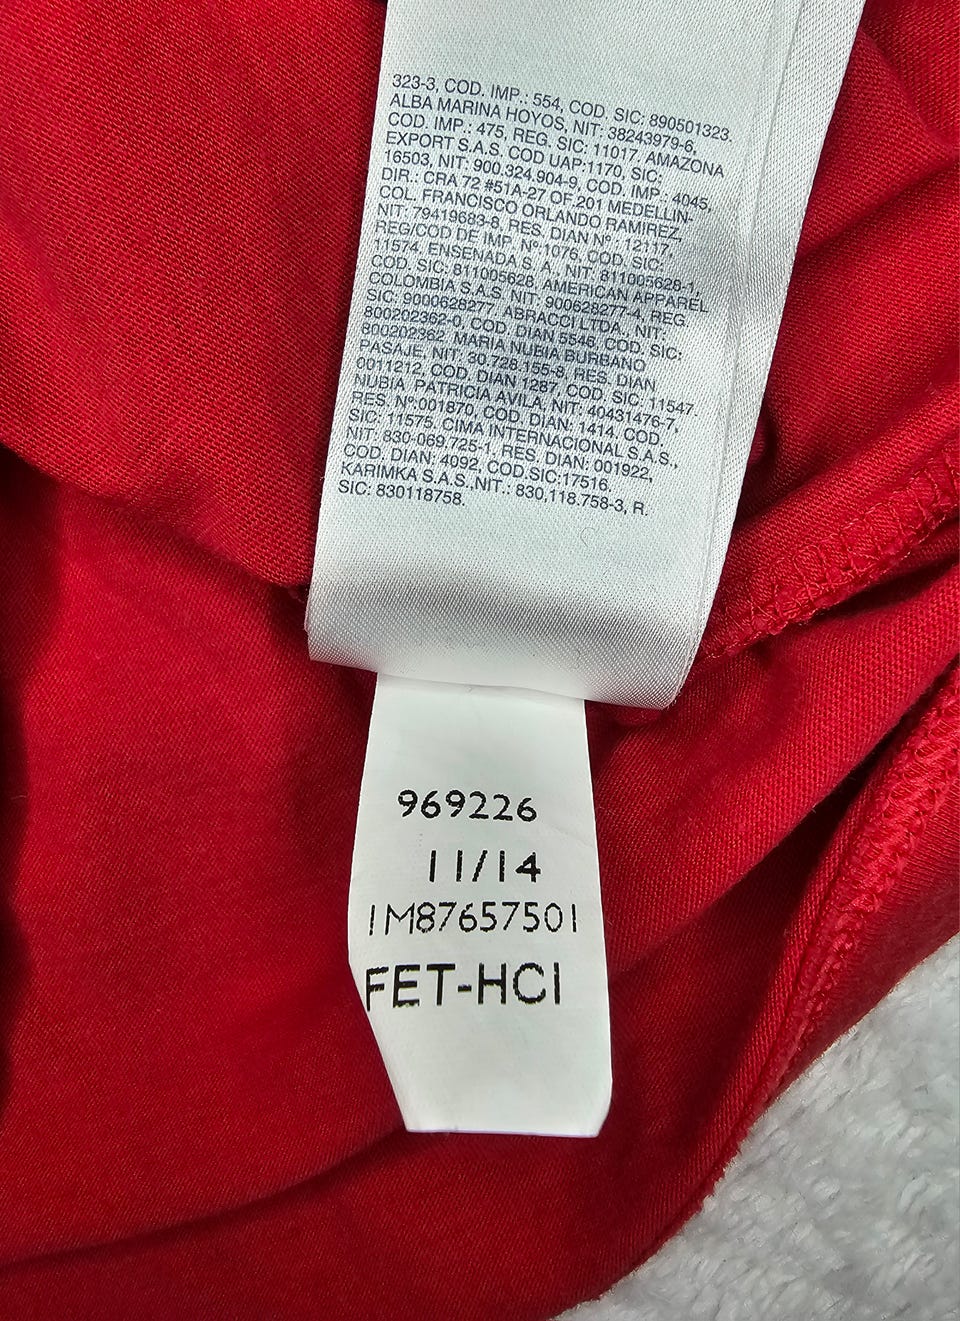 323-3, COD. IMP.: 554, COD. SIC: 890501323.
ALBA MARINA HOYOS, NIT: 38243979-6,
COD. IMP.: 475, REG. SIC: 11017, AMAZONA
EXPORT S.A.S. COD UAP:1170, SIC:
16503, NIT: 900.324.904-9, COD. IMP.: 4045,
DIR.: CRA 72 #51A-27 OF.201 MEDELLIN-
COL. FRANCISCO ORLANDO RAMIREZ,
NIT: 79419683-8, RES. DIAN Nº : 12117,
REG/COD DE IMP. Nº 1076, COD. SIC:
11574, ENSENADA S. A., NIT: 811005628-1,
COD. SIC: 811005628, AMERICAN APPAREL
COLOMBIA S.A.S. NIT: 900628277-4, REG.
SIC: 9000628277, ABRACCI LTDA., NIT.:
800202362-0, COD. DIAN 5546, COD. SIC:
800202362, MARIA NUBIA BURBANO
PASAJE, NIT: 30.728.155-8, RES. DIAN
0011212, COD. DIAN 1287, COD. SIC: 11547
NUBIA, PATRICIA AVILA, NIT: 40431476-7,
RES. Nº:001870, COD. DIAN: 1414, COD.
SIC: 11575, CIMA INTERNACIONAL S.A.S.,
NIT: 830-069.725-1, RES. DIAN: 001922,
COD. DIAN: 4092, COD.SIC:17516.
KARIMKA S.A.S.,NIT.: 830,118.758-3, R.
SIC: 830118758.
969226
11/14
1M87657501
FET-HCI